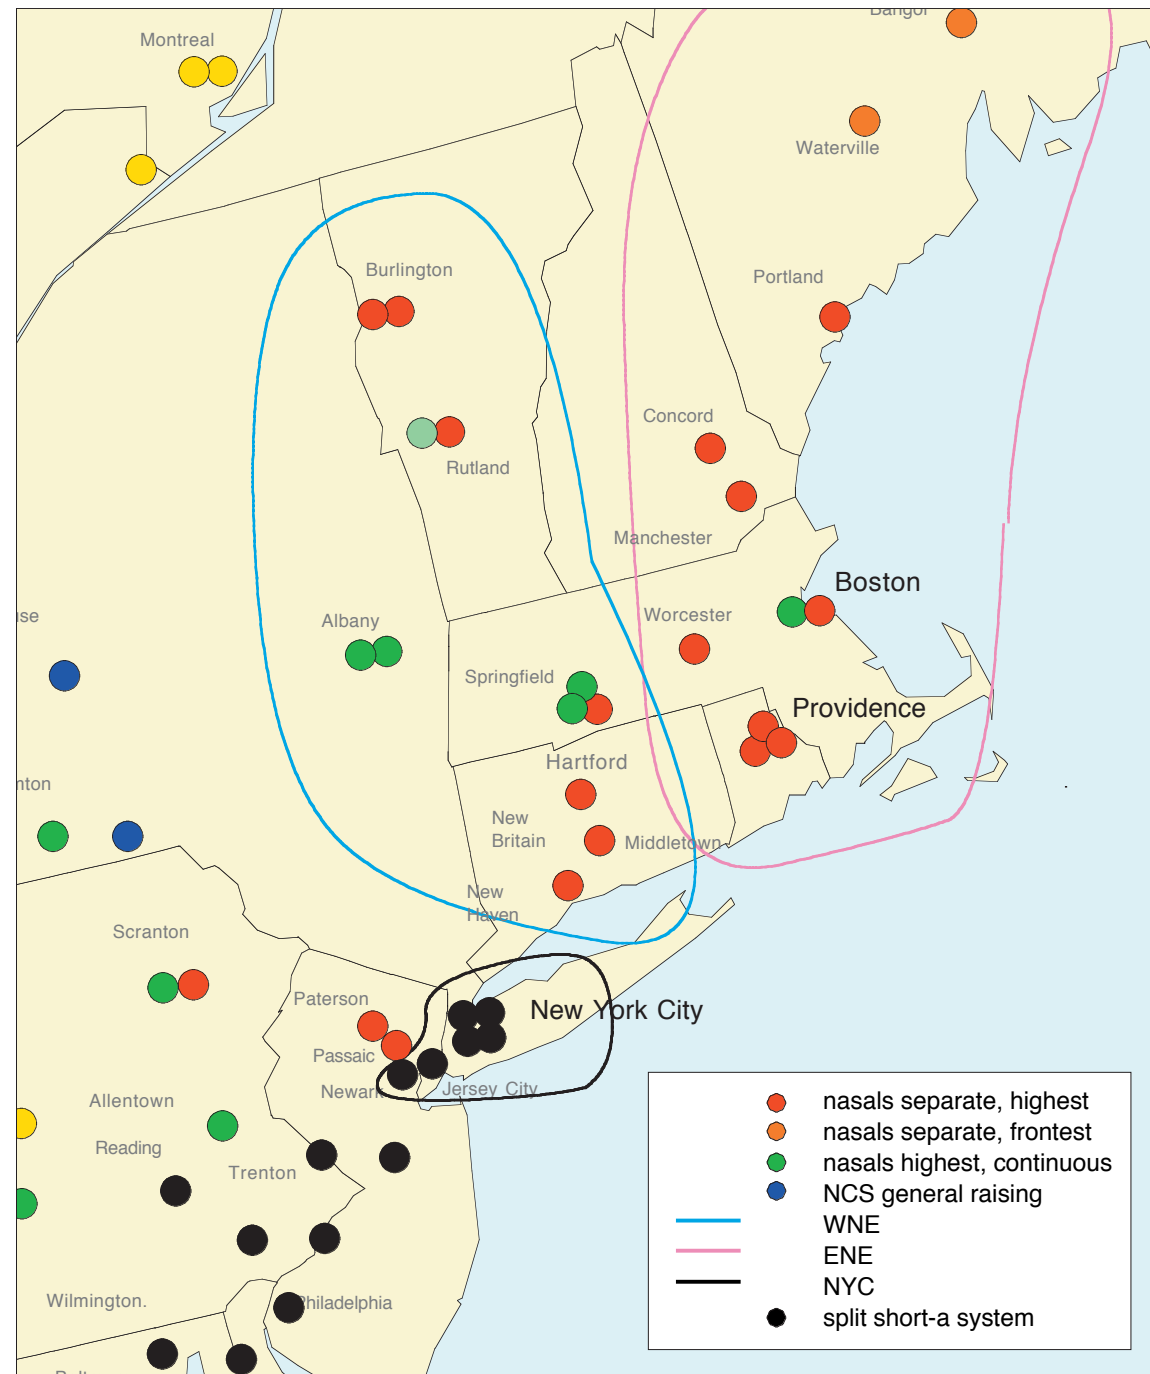 Bangor
Montreal
Waterville
Burlington
Portland
Concord
Rutland
Manchester
Boston
Worcester
Albany
Springfield
Providence
Hartford
New
Britain
Middletown
New
Haven
Scranton
Paterson
New York City
Passaic
Newark
Jersey City
Allentown
Reading
Trenton
Wilmington.
Philadelphia
nasals separate, highest
nasals separate, frontest
nasals highest, continuous
NCS general raising
WNE
ENE
NYC
split short-a system